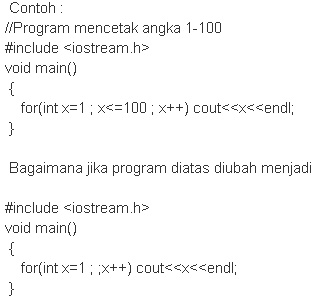 Contoh :
//Program mencetak angka 1-100
#include <iostream.h>
void main()
{
for(int x=1 ; x<=100 ; x++) cout<<x<<endl;
}
Bagaimana jika program diatas diubah menjadi
#include <iostream.h>
void main()
{
for(int x=1 ; ;x++) cout<<x<<endl;
}